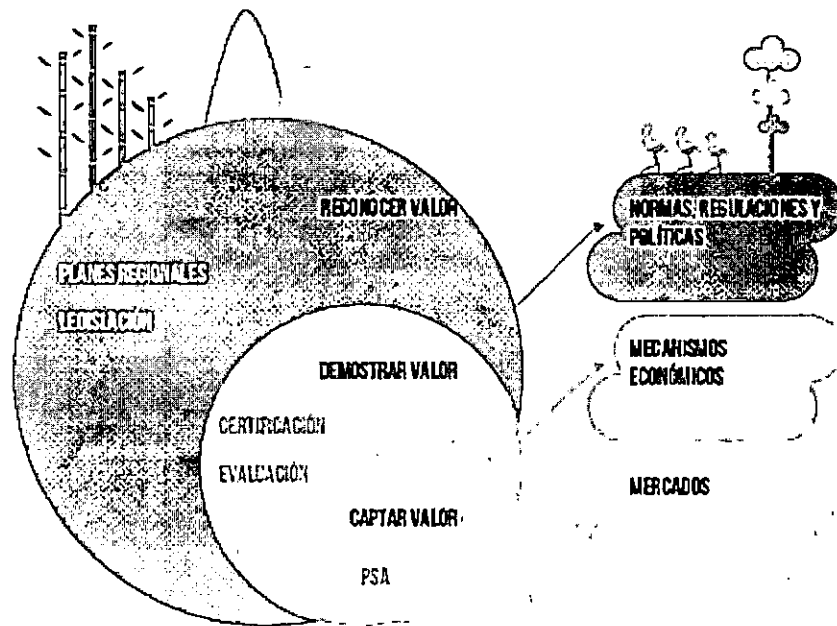 RECONOCER VALOR
PLANES REGIONALES
LEGISLACIÓN
DEMOSTRAR VALOR
CERTIFICACIÓN
EVALUACIÓN
CAPTAR VALOR
PSA
NORMAS, REGULACIONES Y
POLÍTICAS
MECANISMOS
ECONÓMICOS
MERCADOS